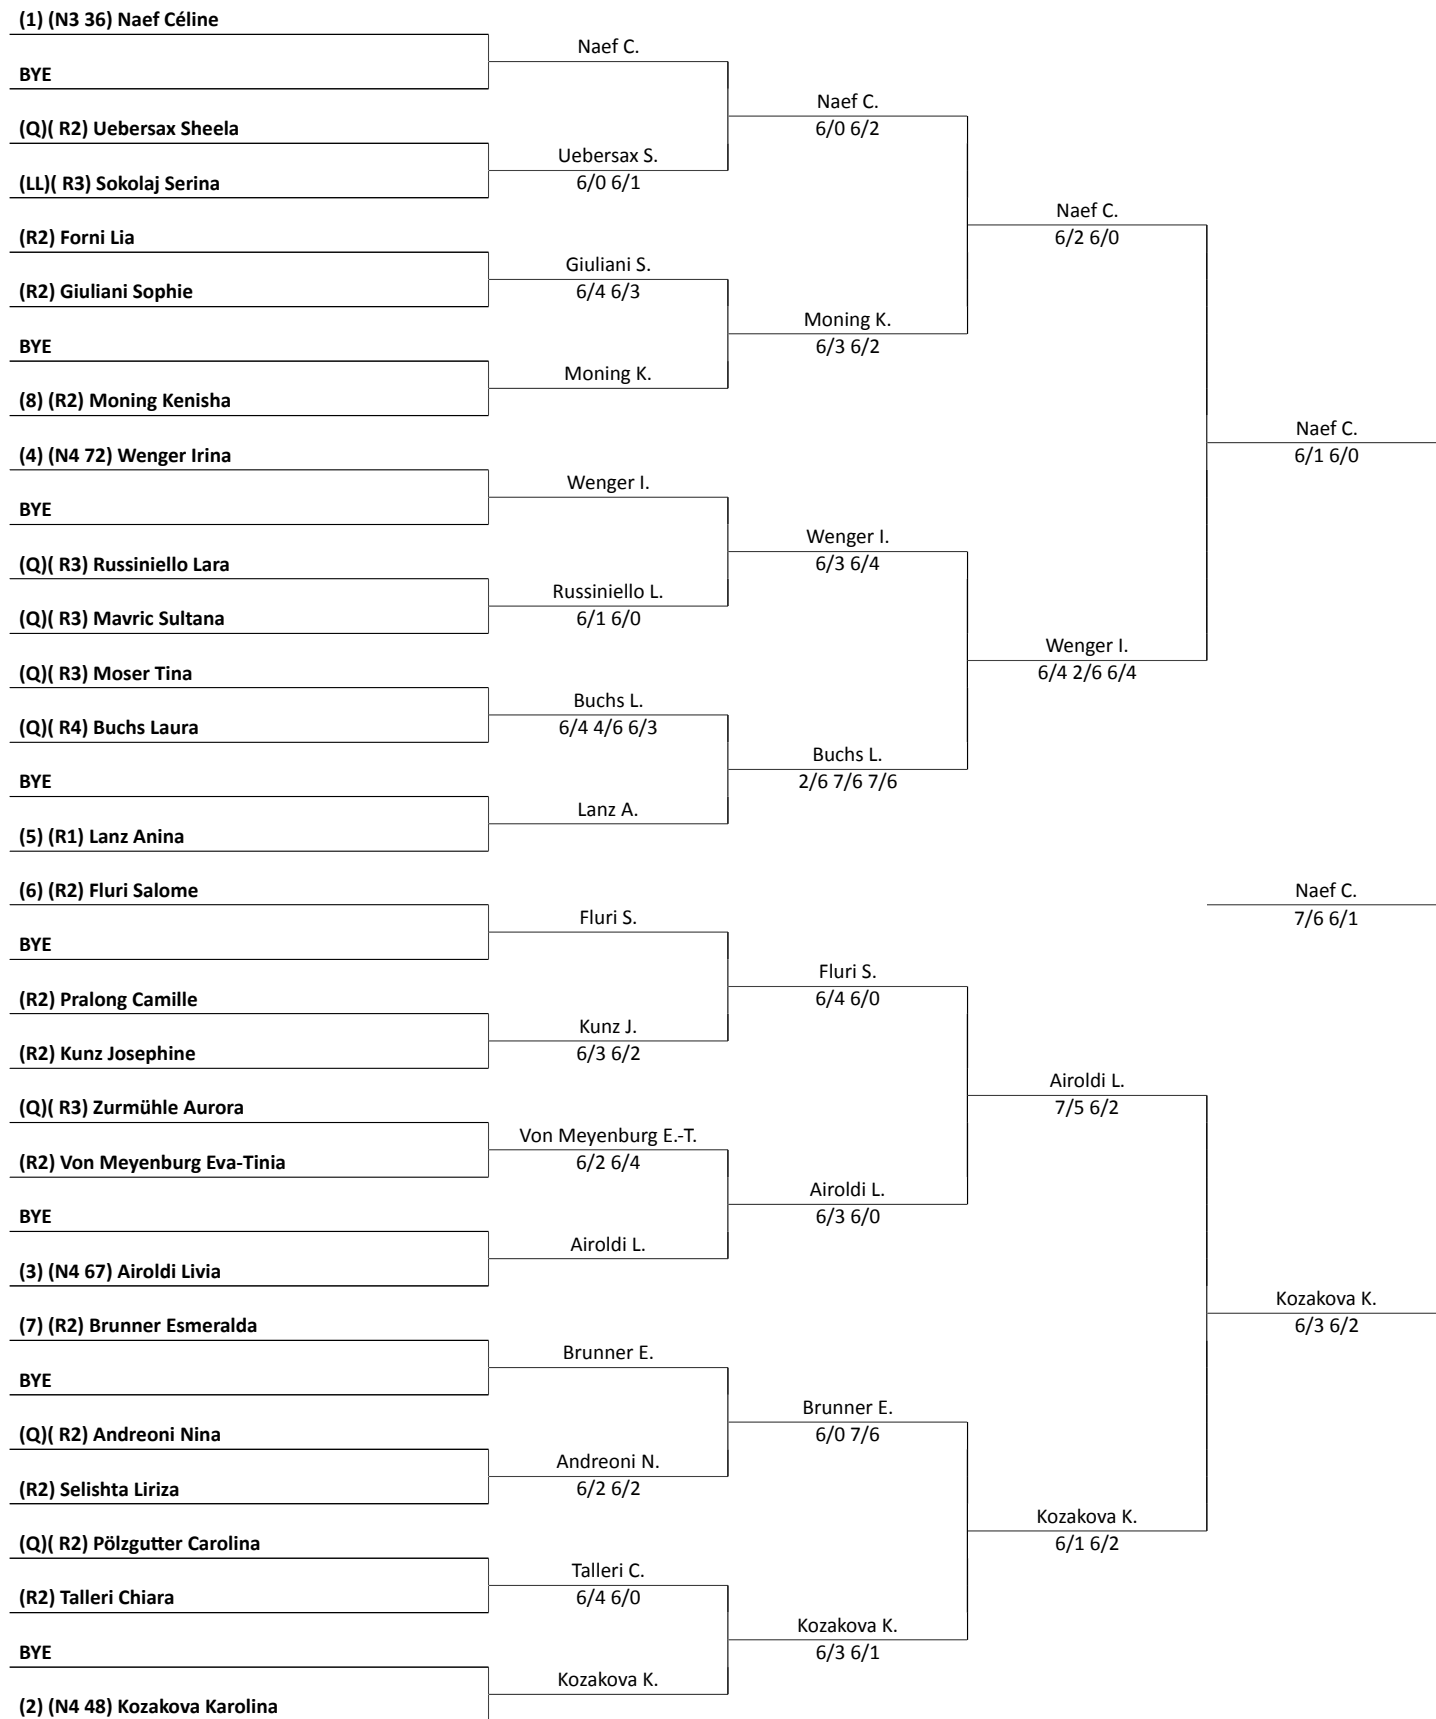 (1) (N3 36) Naef Céline
BYE
(Q)( R2) Uebersax Sheela
(LL)( R3) Sokolaj Serina
(R2) Forni Lia
(R2) Giuliani Sophie
BYE
(8) (R2) Moning Kenisha
(4) (N4 72) Wenger Irina
BYE
(Q)( R3) Russiniello Lara
(Q)( R3) Mavric Sultana
(Q)( R3) Moser Tina
(Q)( R4) Buchs Laura
BYE
(5) (R1) Lanz Anina
(6) (R2) Fluri Salome
BYE
(R2) Pralong Camille
(R2) Kunz Josephine
(Q)( R3) Zurmühle Aurora
(R2) Von Meyenburg Eva-Tinia
BYE
(3) (N4 67) Airoldi Livia
(7) (R2) Brunner Esmeralda
BYE
(Q)( R2) Andreoni Nina
(R2) Selishta Liriza
(Q)( R2) Pölzgutter Carolina
(R2) Talleri Chiara
BYE
(2) (N4 48) Kozakova Karolina
Naef C.
Uebersax S.
6/0 6/1
Giuliani S.
6/4 6/3
Moning K.
Wenger I.
Russiniello L.
6/1 6/0
Buchs L.
6/4 4/6 6/3
Lanz A.
Fluri S.
Kunz J.
6/3 6/2
Von Meyenburg E.-T.
6/2 6/4
Airoldi L.
Brunner E.
Andreoni N.
6/2 6/2
Talleri C.
6/4 6/0
Kozakova K.
Naef C.
6/0 6/2
Moning K.
6/3 6/2
Wenger I.
6/3 6/4
Buchs L.
2/6 7/6 7/6
Fluri S.
6/4 6/0
Airoldi L.
6/3 6/0
Brunner E.
6/0 7/6
Kozakova K.
6/3 6/1
Naef C.
6/2 6/0
Wenger I.
6/4 2/6 6/4
Airoldi L.
7/5 6/2
Kozakova K.
6/1 6/2
Naef C.
6/1 6/0
Naef C.
7/6 6/1
Kozakova K.
6/3 6/2